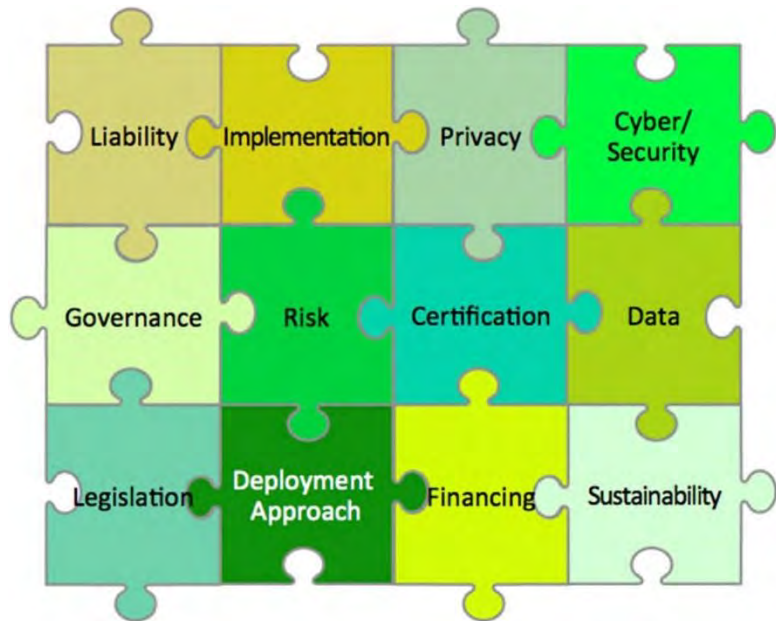 Liability
Implementation
Privacy
Cyber/
Security
Governance
Risk
Certification
Data
Legislation
Deployment
Approach
Financing
Sustainability